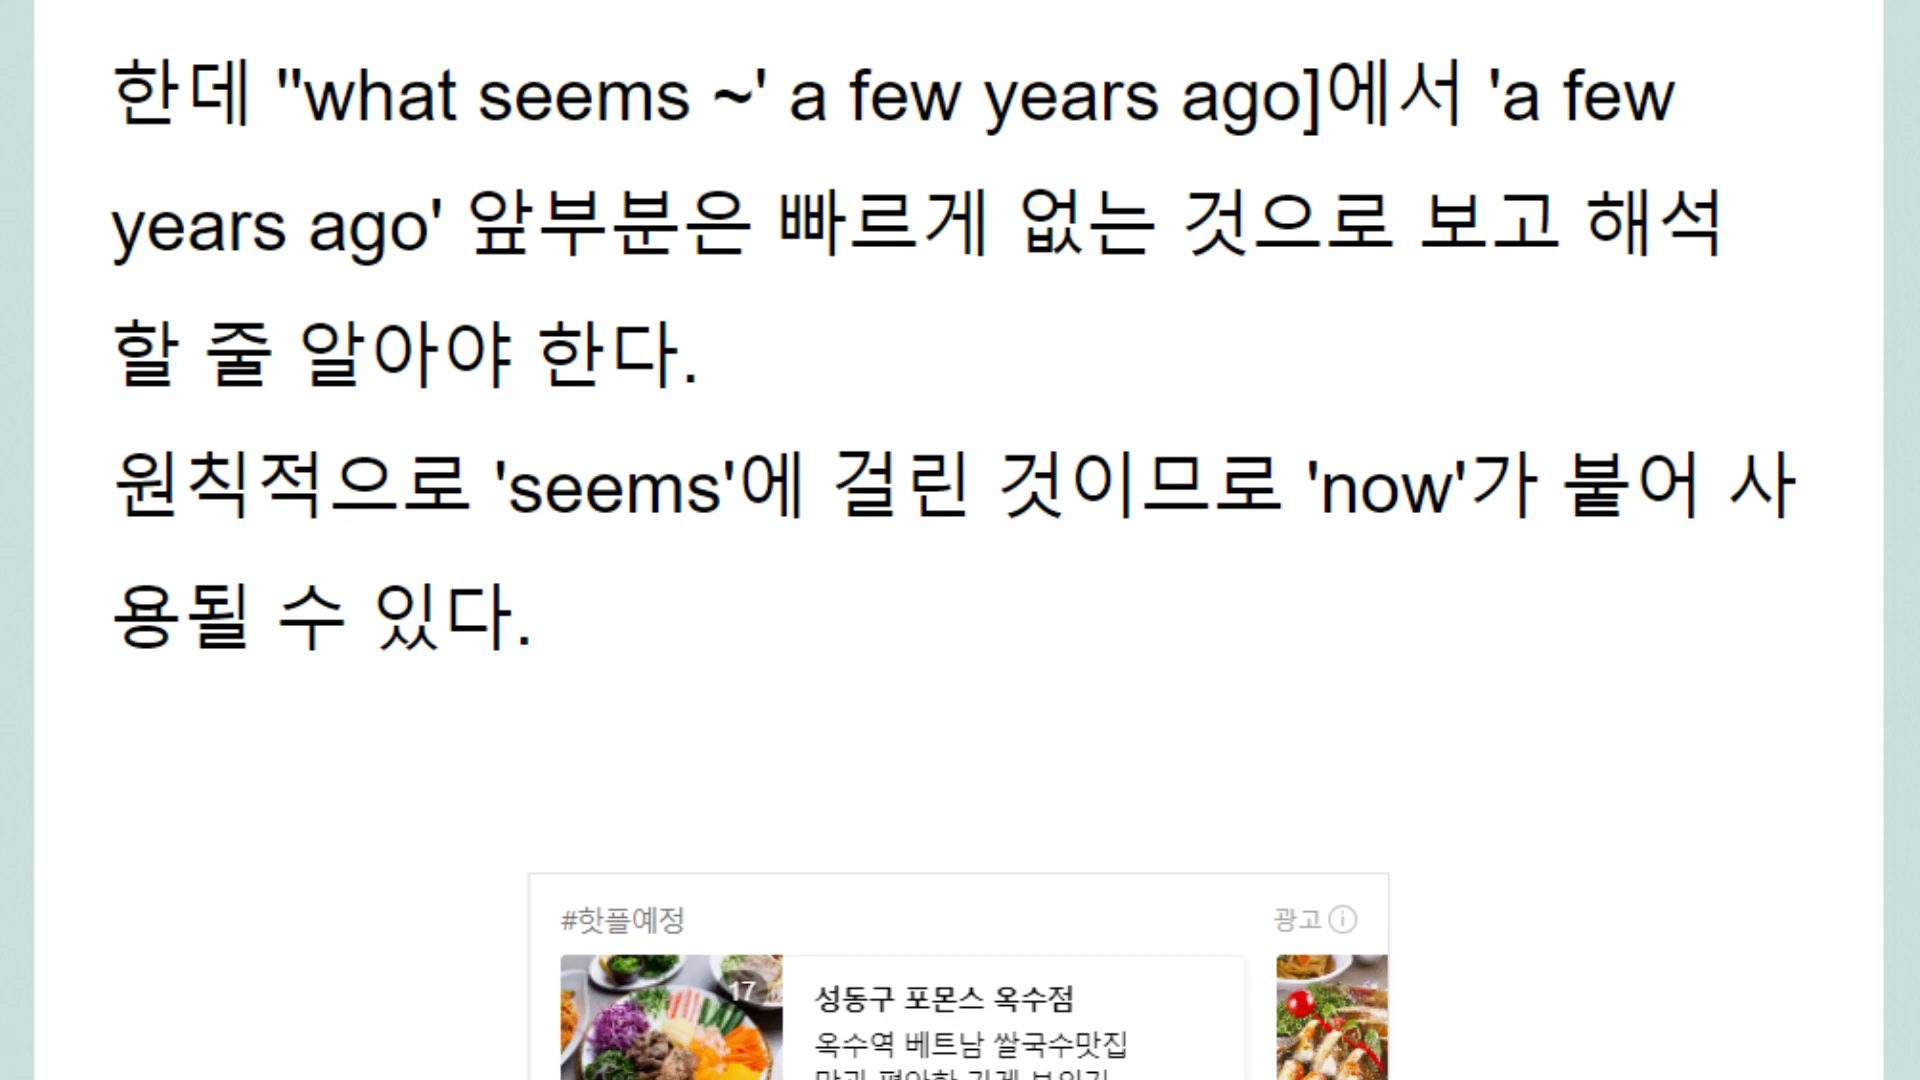 한데 "what seems ~' a few years ago]에서 'a few
years ago' 앞부분은 빠르게 없는 것으로 보고 해석
할 줄 알아야 한다.
원칙적으로 'seems'에 걸린 것이므로 'now'가 붙어 사
용될 수 있다.
#핫플예정
광고
17
성동구 포몬스 옥수점
옥수역 베트남 쌀국수맛집